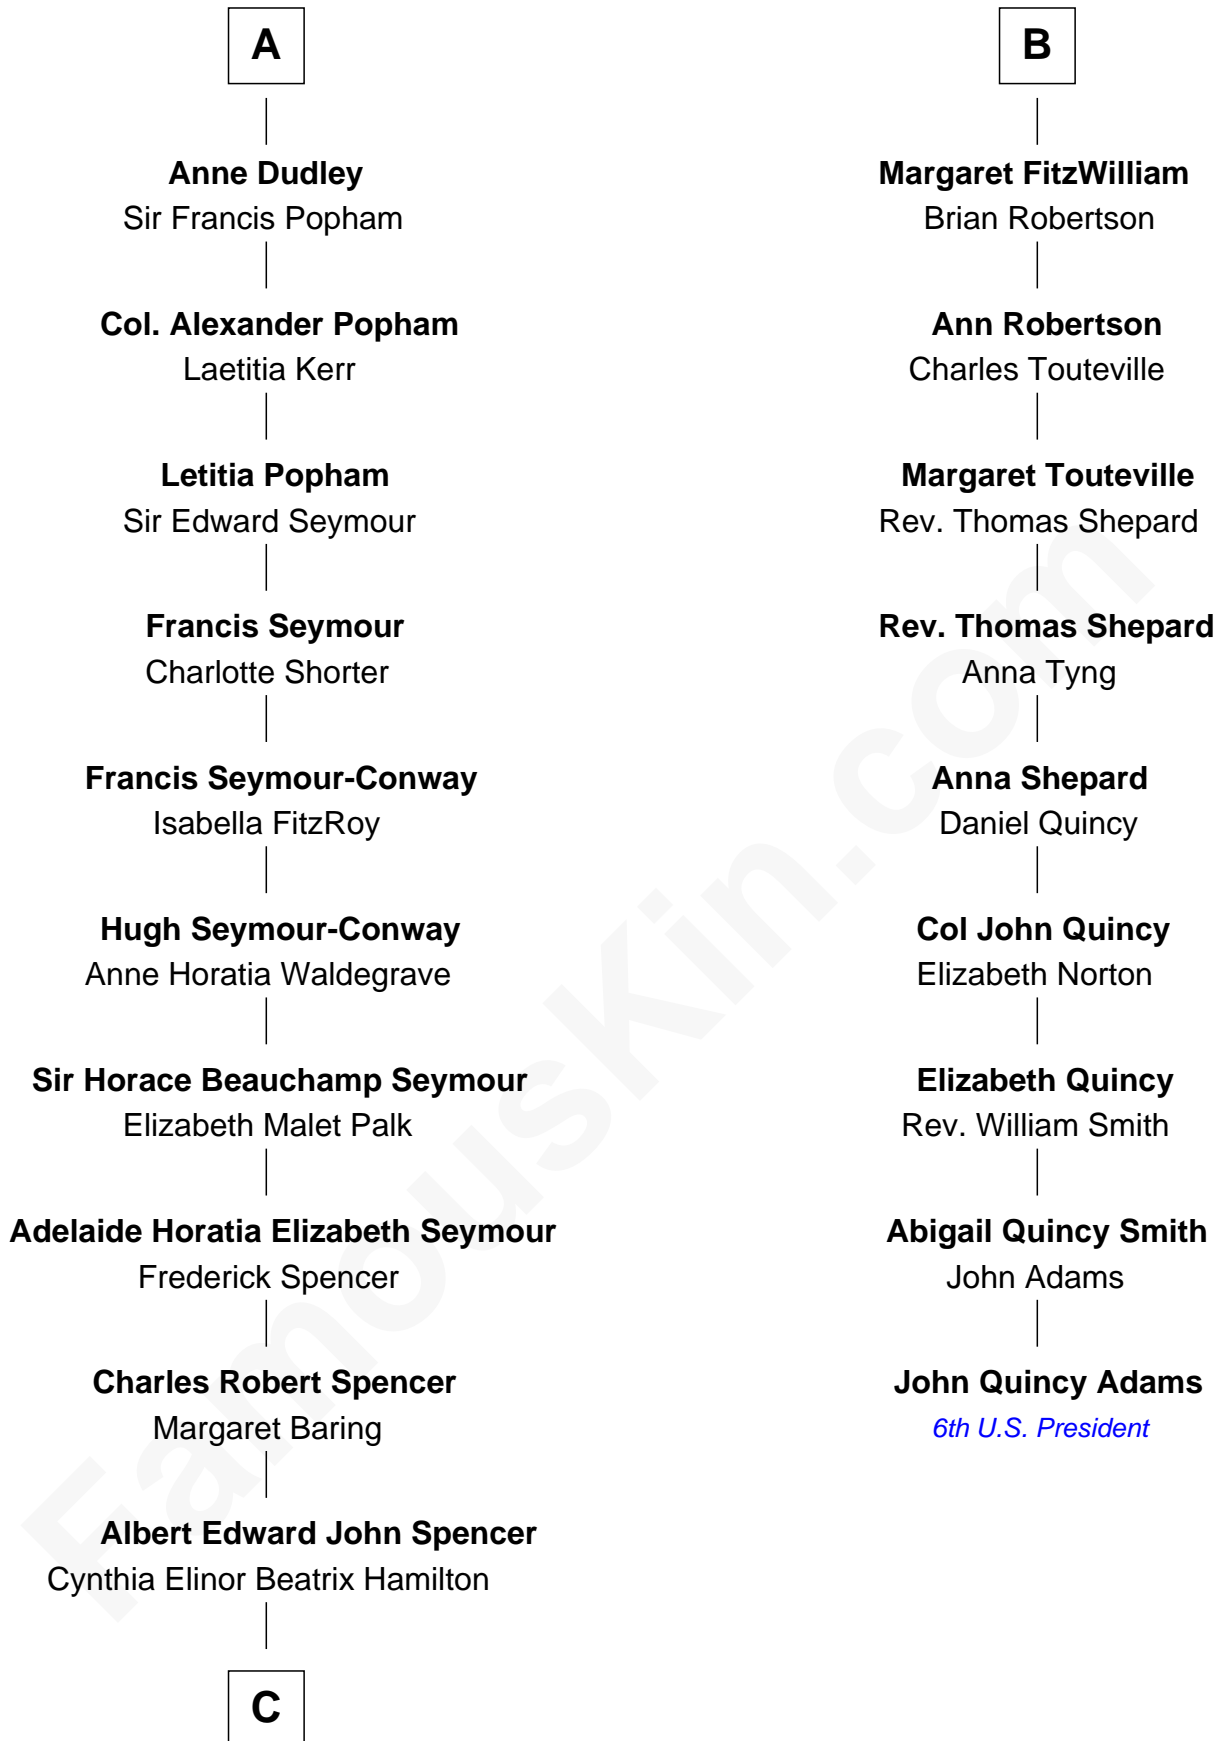 A
Anne Dudley
Sir Francis Popham
Col. Alexander Popham
Laetitia Kerr
Letitia Popham
Sir Edward Seymour
Francis Seymour
Charlotte Shorter
Francis Seymour-Conway
Isabella FitzRoy
Hugh Seymour-Conway
Anne Horatia Waldegrave
Sir Horace Beauchamp Seymour
Elizabeth Malet Palk
Adelaide Horatia Elizabeth Seymour
Frederick Spencer
Charles Robert Spencer
Margaret Baring
Albert Edward John Spencer
Cynthia Elinor Beatrix Hamilton
C
B
Margaret FitzWilliam
Brian Robertson
Ann Robertson
Charles Touteville
Margaret Touteville
Rev. Thomas Shepard
Rev. Thomas Shepard
Anna Tyng
Anna Shepard
Daniel Quincy
Col John Quincy
Elizabeth Norton
Elizabeth Quincy
Rev. William Smith
Abigail Quincy Smith
John Adams
John Quincy Adams
6th U.S. President
FamousKin.com